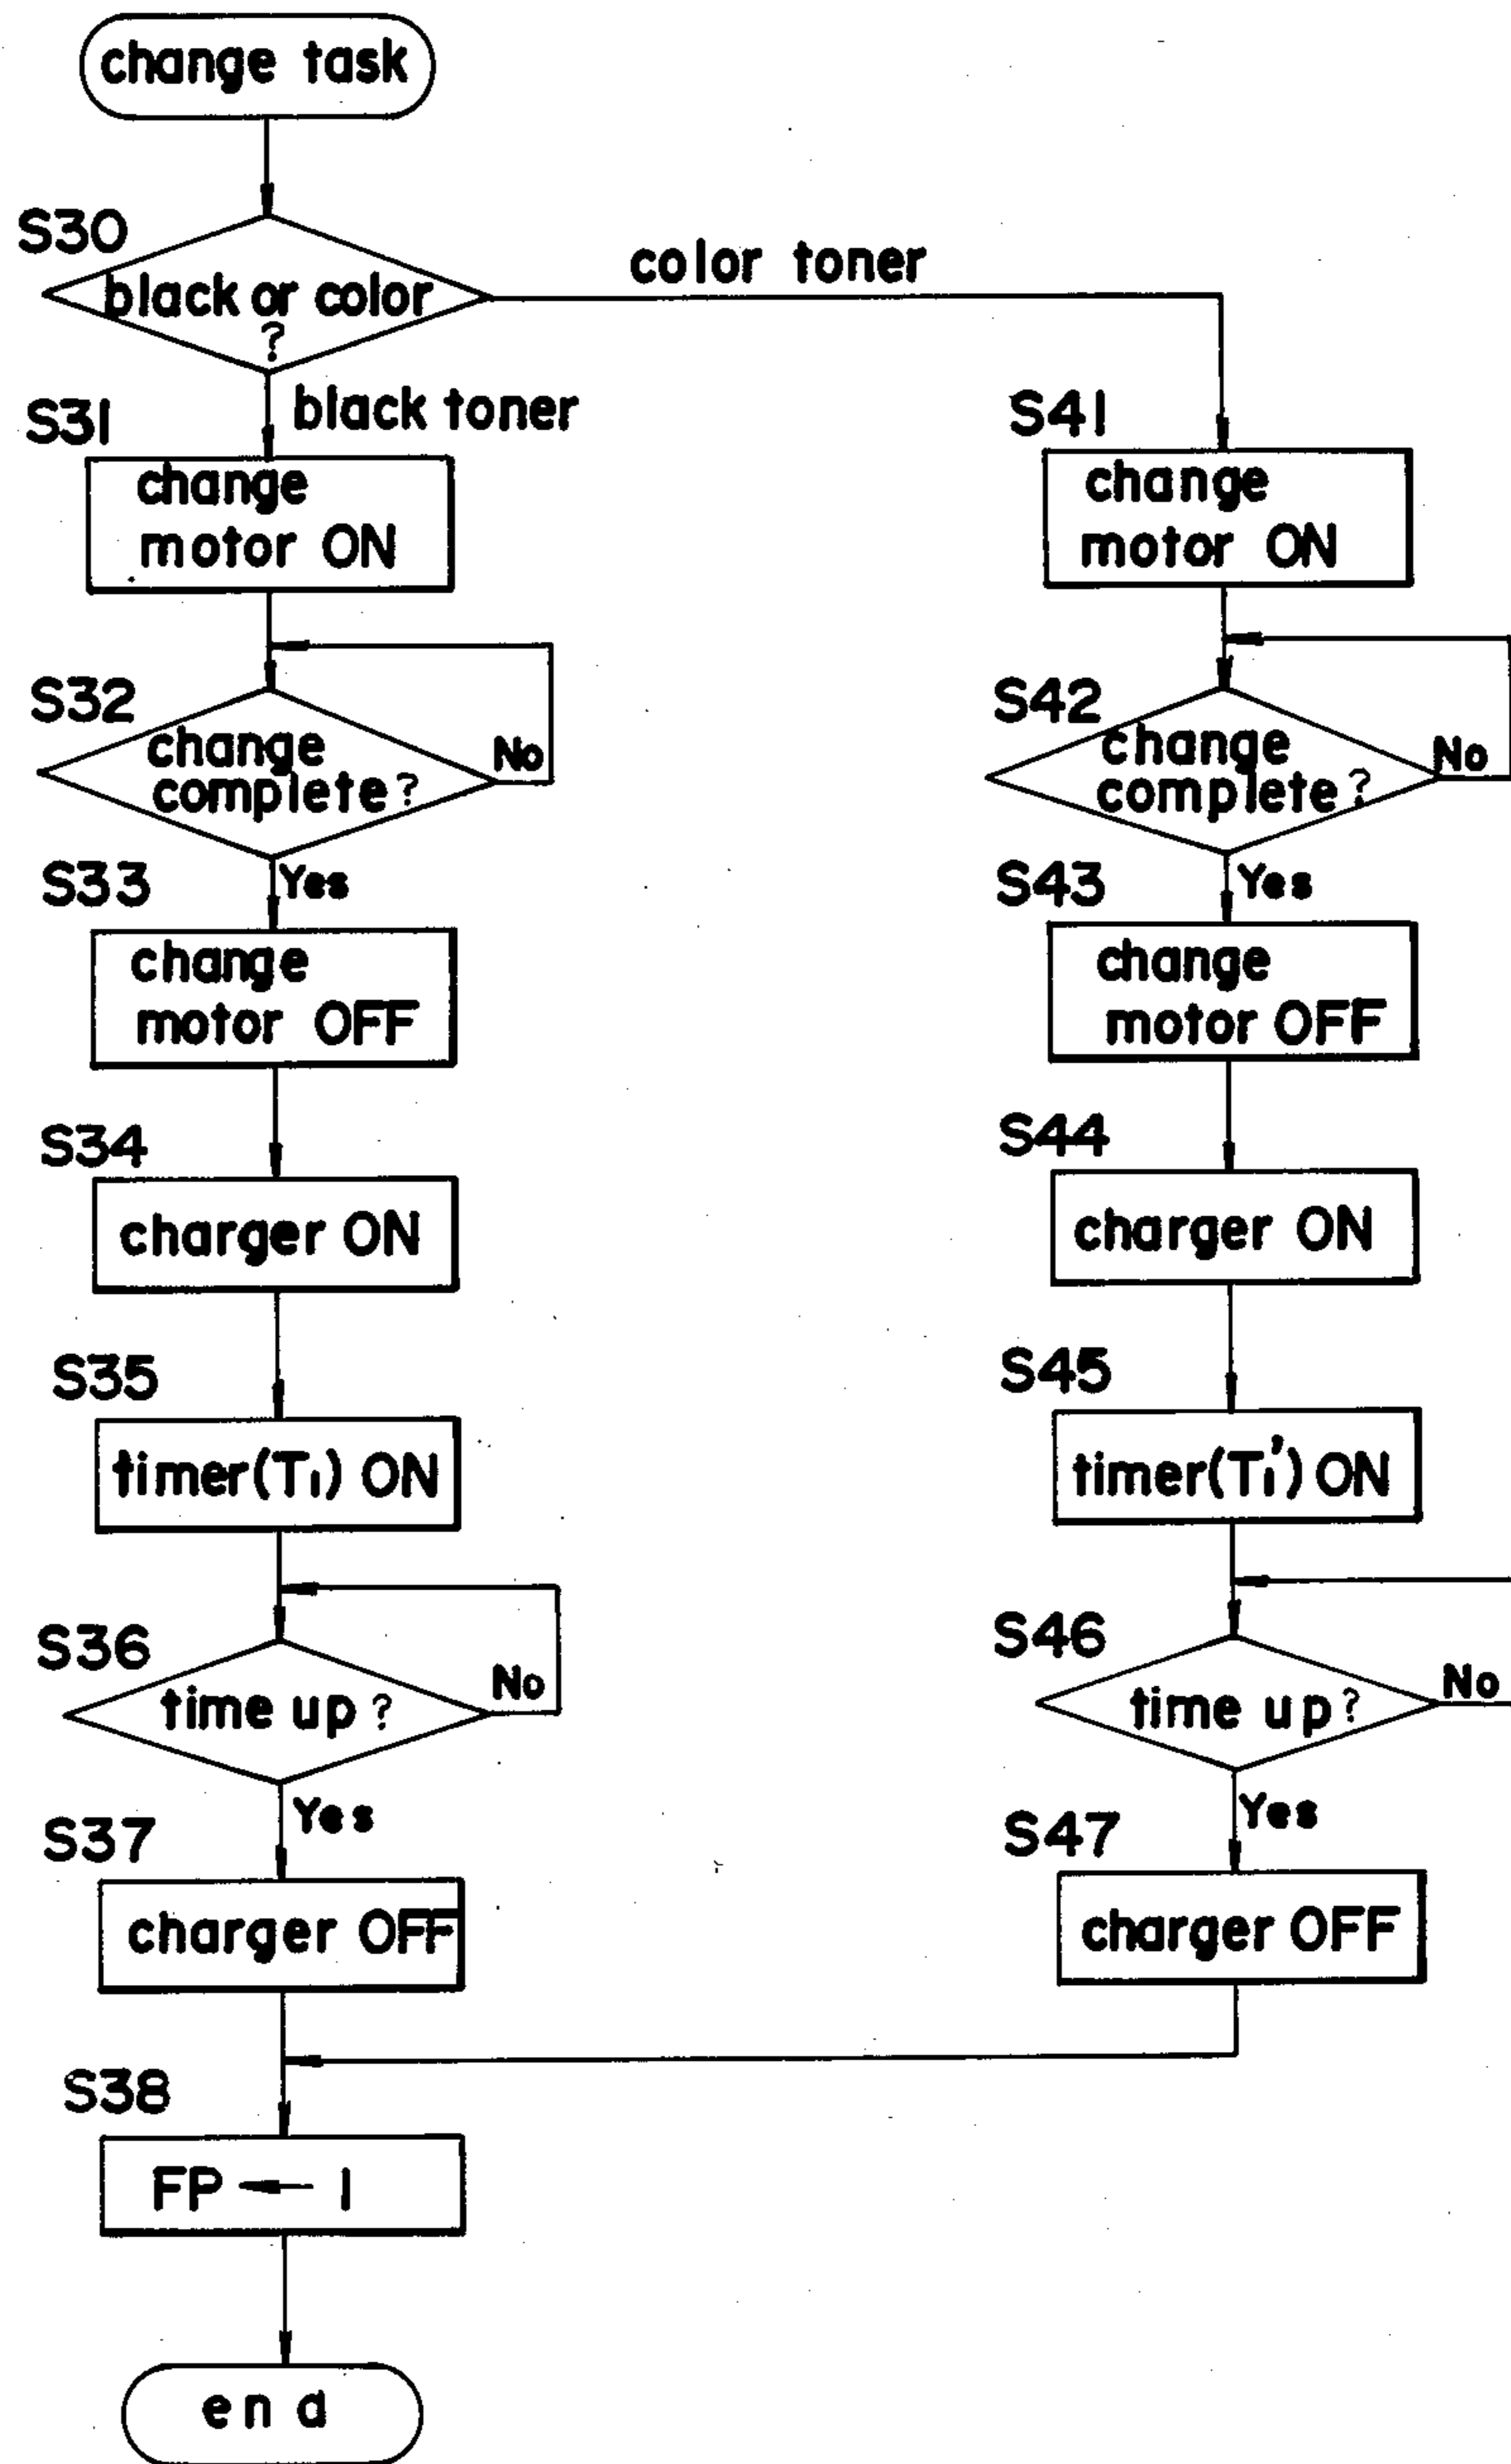 change task
S30
black or color
?
color toner
black toner
S31
change
motor ON
S32
change
complete?
No
Yes
S33
change
motor OFF
S34
charger ON
S35
timer(T1) ON
S36
time up?
No
Yes
S37
charger OFF
S38
FP ← 1
end
S41
change
motor ON
S42
change
complete?
No
Yes
S43
change
motor OFF
S44
charger ON
S45
timer(T1') ON
S46
time up?
No
Yes
S47
charger OFF